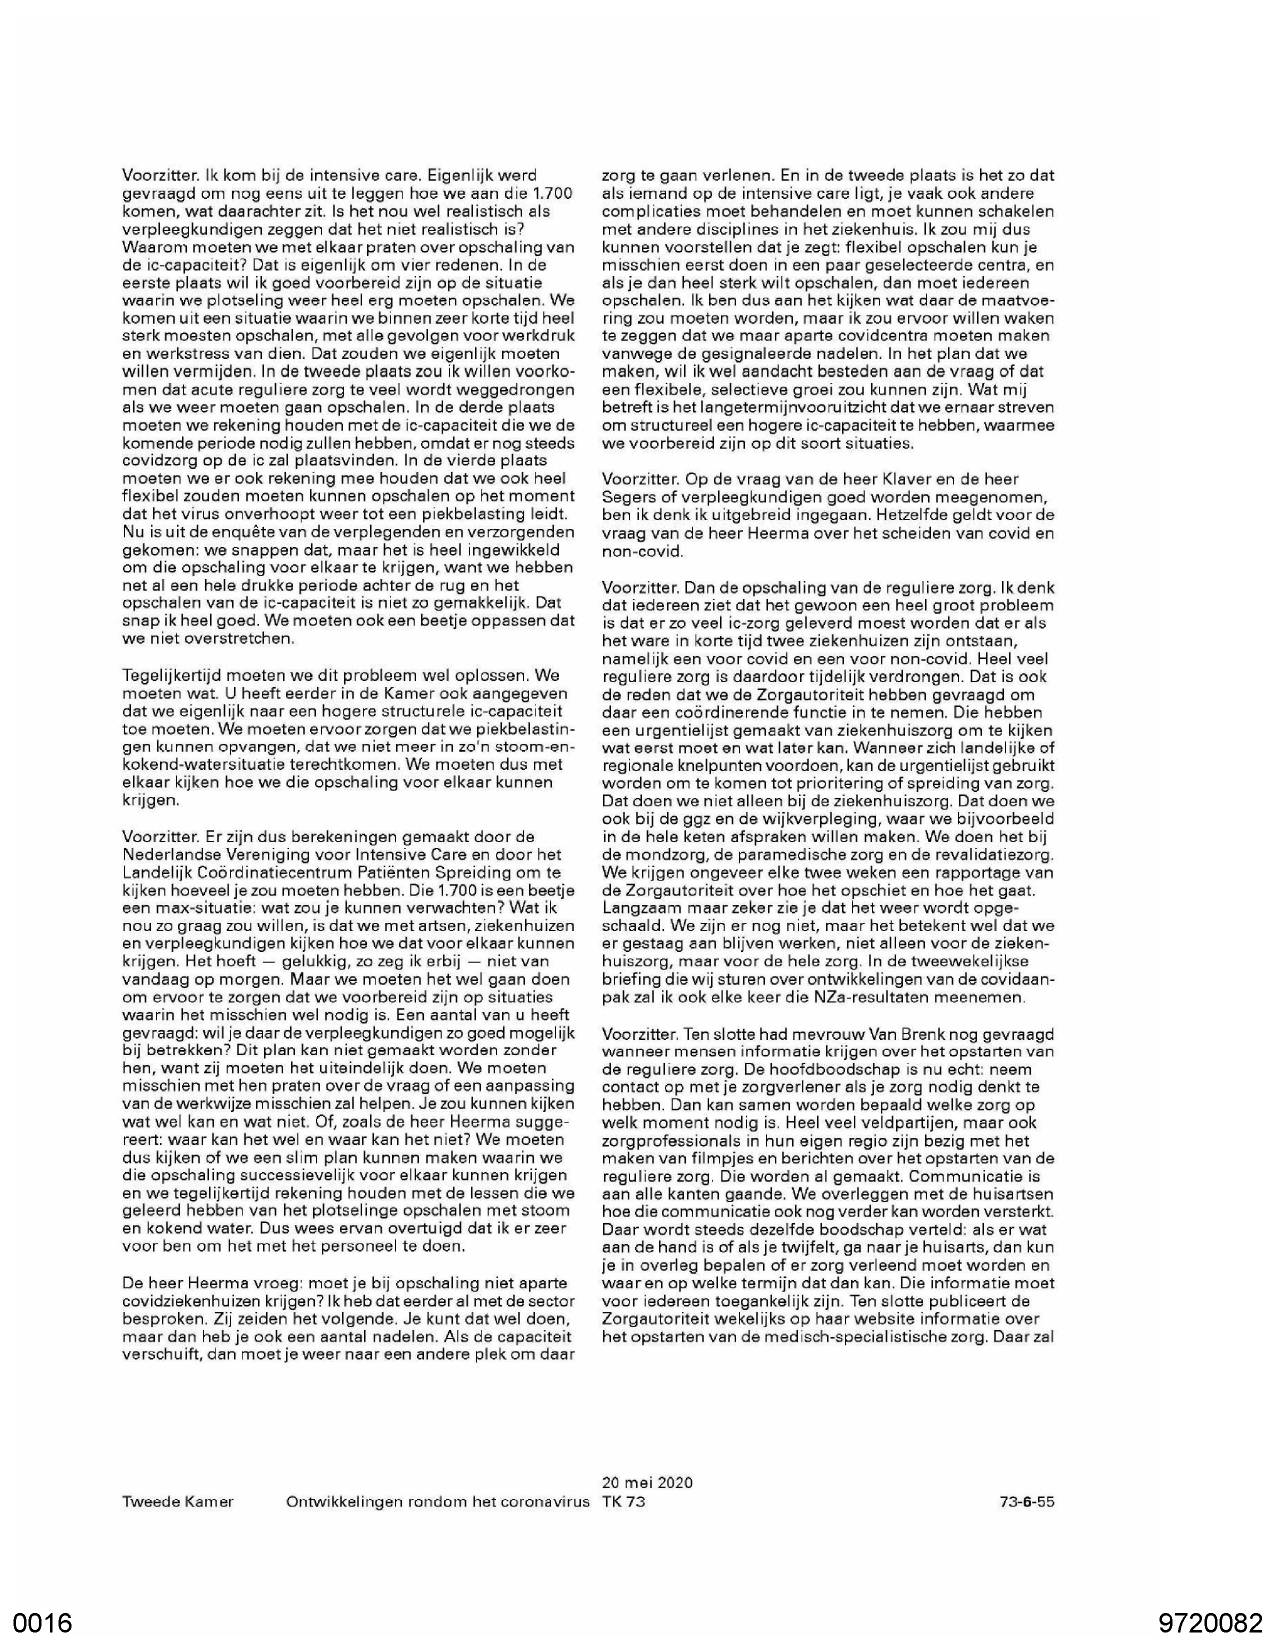 Voorzitter. Ik kom bij de intensive care. Eigenlijk werd
gevraagd om nog eens uit te leggen hoe we aan die 1.700
komen, wat daarachter zit. Is het nou wel realistisch als
verpleegkundigen zeggen dat het niet realistisch is?
Waarom moeten we met elkaar praten over opschaling van
de ic-capaciteit? Dat is eigenlijk om vier redenen. In de
eerste plaats wil ik goed voorbereid zijn op de situatie
waarin we plotseling weer heel erg moeten opschalen. We
komen uit een situatie waarin we binnen zeer korte tijd heel
sterk moesten opschalen, met alle gevolgen voor werkdruk
en werkstress van dien. Dat zouden we eigenlijk moeten
willen vermijden. In de tweede plaats zou ik willen voorko-
men dat acute reguliere zorg te veel wordt weggedrongen
als we weer moeten gaan opschalen. In de derde plaats
moeten we rekening houden met de ic-capaciteit die we de
komende periode nodig zullen hebben, omdat er nog steeds
covidzorg op de ic zal plaatsvinden. In de vierde plaats
moeten we er ook rekening mee houden dat we ook heel
flexibel zouden moeten kunnen opschalen op het moment
dat het virus onverhoopt weer tot een piekbelasting leidt.
Nu is uit de enquête van de verplegenden en verzorgenden
gekomen: we snappen dat, maar het is heel ingewikkeld
om die opschaling voor elkaar te krijgen, want we hebben
net al een hele drukke periode achter de rug en het
opschalen van de ic-capaciteit is niet zo gemakkelijk. Dat
snap ik heel goed. We moeten ook een beetje oppassen dat
we niet overstretchen.
Tegelijkertijd moeten we dit probleem wel oplossen. We
moeten wat. U heeft eerder in de Kamer ook aangegeven
dat we eigenlijk naar een hogere structurele ic-capaciteit
toe moeten. We moeten ervoor zorgen dat we piekbelastin-
gen kunnen opvangen, dat we niet meer in zo'n stoom-en-
kokend-watersituatie terechtkomen. We moeten dus met
elkaar kijken hoe we die opschaling voor elkaar kunnen
krijgen.
Voorzitter. Er zijn dus berekeningen gemaakt door de
Nederlandse Vereniging voor Intensive Care en door het
Landelijk Coördinatiecentrum Patiënten Spreiding om te
kijken hoeveel je zou moeten hebben. Die 1.700 is een beetje
een max-situatie: wat zou je kunnen verwachten? Wat ik
nou zo graag zou willen, is dat we met artsen, ziekenhuizen
en verpleegkundigen kijken hoe we dat voor elkaar kunnen
krijgen. Het hoeft — gelukkig, zo zeg ik erbij — niet van
vandaag op morgen. Maar we moeten het wel gaan doen
om ervoor te zorgen dat we voorbereid zijn op situaties
waarin het misschien wel nodig is. Een aantal van u heeft
gevraagd: wil je daar de verpleegkundigen zo goed mogelijk
bij betrekken? Dit plan kan niet gemaakt worden zonder
hen, want zij moeten het uiteindelijk doen. We moeten
misschien met hen praten over de vraag of een aanpassing
van de werkwijze misschien zal helpen. Je zou kunnen kijken
wat wel kan en wat niet. Of, zoals de heer Heerma sugge-
reert: waar kan het wel en waar kan het niet? We moeten
dus kijken of we een slim plan kunnen maken waarin we
die opschaling successievelijk voor elkaar kunnen krijgen
en we tegelijkertijd rekening houden met de lessen die we
geleerd hebben van het plotselinge opschalen met stoom
en kokend water. Dus wees ervan overtuigd dat ik er zeer
voor ben om het met het personeel te doen.
De heer Heerma vroeg: moet je bij opschaling niet aparte
covidziekenhuizen krijgen? Ik heb dat eerder al met de sector
besproken. Zij zeiden het volgende. Je kunt dat wel doen,
maar dan heb je ook een aantal nadelen. Als de capaciteit
verschuift, dan moet je weer naar een andere plek om daar
zorg te gaan verlenen. En in de tweede plaats is het zo dat
als iemand op de intensive care ligt, je vaak ook andere
complicaties moet behandelen en moet kunnen schakelen
met andere disciplines in het ziekenhuis. Ik zou mij dus
kunnen voorstellen dat je zegt: flexibel opschalen kun je
misschien eerst doen in een paar geselecteerde centra, en
als je dan heel sterk wilt opschalen, dan moet iedereen
opschalen. Ik ben dus aan het kijken wat daar de maatvoe-
ring zou moeten worden, maar ik zou ervoor willen waken
te zeggen dat we maar aparte covidcentra moeten maken
vanwege de gesignaleerde nadelen. In het plan dat we
maken, wil ik wel aandacht besteden aan de vraag of dat
een flexibele, selectieve groei zou kunnen zijn. Wat mij
betreft is het langetermijnvooruitzicht dat we ernaar streven
om structureel een hogere ic-capaciteit te hebben, waarmee
we voorbereid zijn op dit soort situaties.
Voorzitter. Op de vraag van de heer Klaver en de heer
Segers of verpleegkundigen goed worden meegenomen,
ben ik denk ik uitgebreid ingegaan. Hetzelfde geldt voor de
vraag van de heer Heerma over het scheiden van covid en
non-covid.
Voorzitter. Dan de opschaling van de reguliere zorg. Ik denk
dat iedereen ziet dat het gewoon een heel groot probleem
is dat er zo veel ic-zorg geleverd moest worden dat er als
het ware in korte tijd twee ziekenhuizen zijn ontstaan,
namelijk een voor covid en een voor non-covid. Heel veel
reguliere zorg is daardoor tijdelijk verdrongen. Dat is ook
de reden dat we de Zorgautoriteit hebben gevraagd om
daar een coördinerende functie in te nemen. Die hebben
een urgentielijst gemaakt van ziekenhuiszorg om te kijken
wat eerst moet en wat later kan. Wanneer zich landelijke of
regionale knelpunten voordoen, kan de urgentielijst gebruikt
worden om te komen tot prioritering of spreiding van zorg.
Dat doen we niet alleen bij de ziekenhuiszorg. Dat doen we
ook bij de ggz en de wijkverpleging, waar we bijvoorbeeld
in de hele keten afspraken willen maken. We doen het bij
de mondzorg, de paramedische zorg en de revalidatiezorg.
We krijgen ongeveer elke twee weken een rapportage van
de Zorgautoriteit over hoe het opschiet en hoe het gaat.
Langzaam maar zeker zie je dat het weer wordt opge-
schaald. We zijn er nog niet, maar het betekent wel dat we
er gestaag aan blijven werken, niet alleen voor de zieken-
huiszorg, maar voor de hele zorg. In de tweewekelijkse
briefing die wij sturen over ontwikkelingen van de covidaan-
pak zal ik ook elke keer die NZa-resultaten meenemen.
Voorzitter. Ten slotte had mevrouw Van Brenk nog gevraagd
wanneer mensen informatie krijgen over het opstarten van
de reguliere zorg. De hoofdboodschap is nu echt: neem
contact op met je zorgverlener als je zorg nodig denkt te
hebben. Dan kan samen worden bepaald welke zorg op
welk moment nodig is. Heel veel veldpartijen, maar ook
zorgprofessionals in hun eigen regio zijn bezig met het
maken van filmpjes en berichten over het opstarten van de
reguliere zorg. Die worden al gemaakt. Communicatie is
aan alle kanten gaande. We overleggen met de huisartsen
hoe die communicatie ook nog verder kan worden versterkt.
Daar wordt steeds dezelfde boodschap verteld: als er wat
aan de hand is of als je twijfelt, ga naar je huisarts, dan kun
je in overleg bepalen of er zorg verleend moet worden en
waar en op welke termijn dat dan kan. Die informatie moet
voor iedereen toegankelijk zijn. Ten slotte publiceert de
Zorgautoriteit wekelijks op haar website informatie over
het opstarten van de medisch-specialistische zorg. Daar zal
20 mei 2020
Tweede Kamer Ontwikkelingen rondom het coronavirus TK 73 73-6-55
0016 9720082